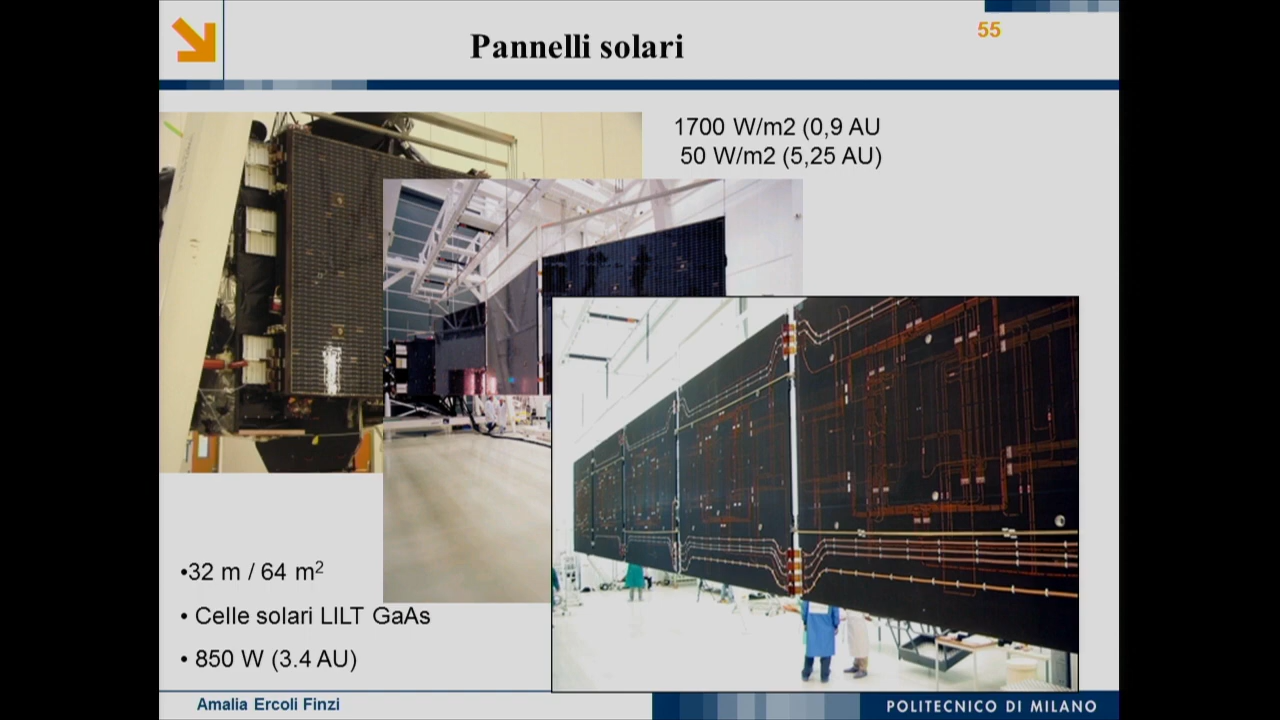 Pannelli solari
55
1700 W/m2 (0,9 AU
50 W/m2 (5,25 AU)
•32 m / 64 m²
• Celle solari LILT GaAs
• 850 W (3.4 AU)
Amalia Ercoli Finzi
POLITECNICO DI MILANO